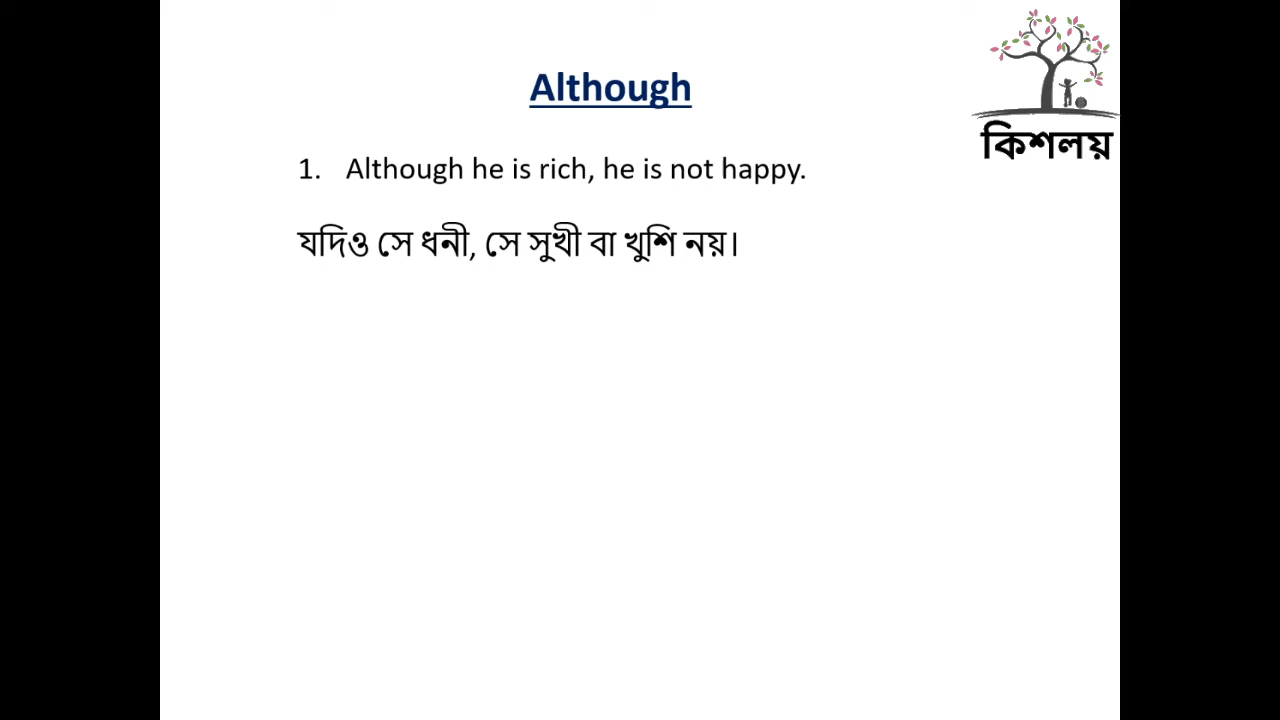 Although
কিশলয়
1. Although he is rich, he is not happy.
যদিও সে ধনী, সে সুখী বা খুশি নয়।